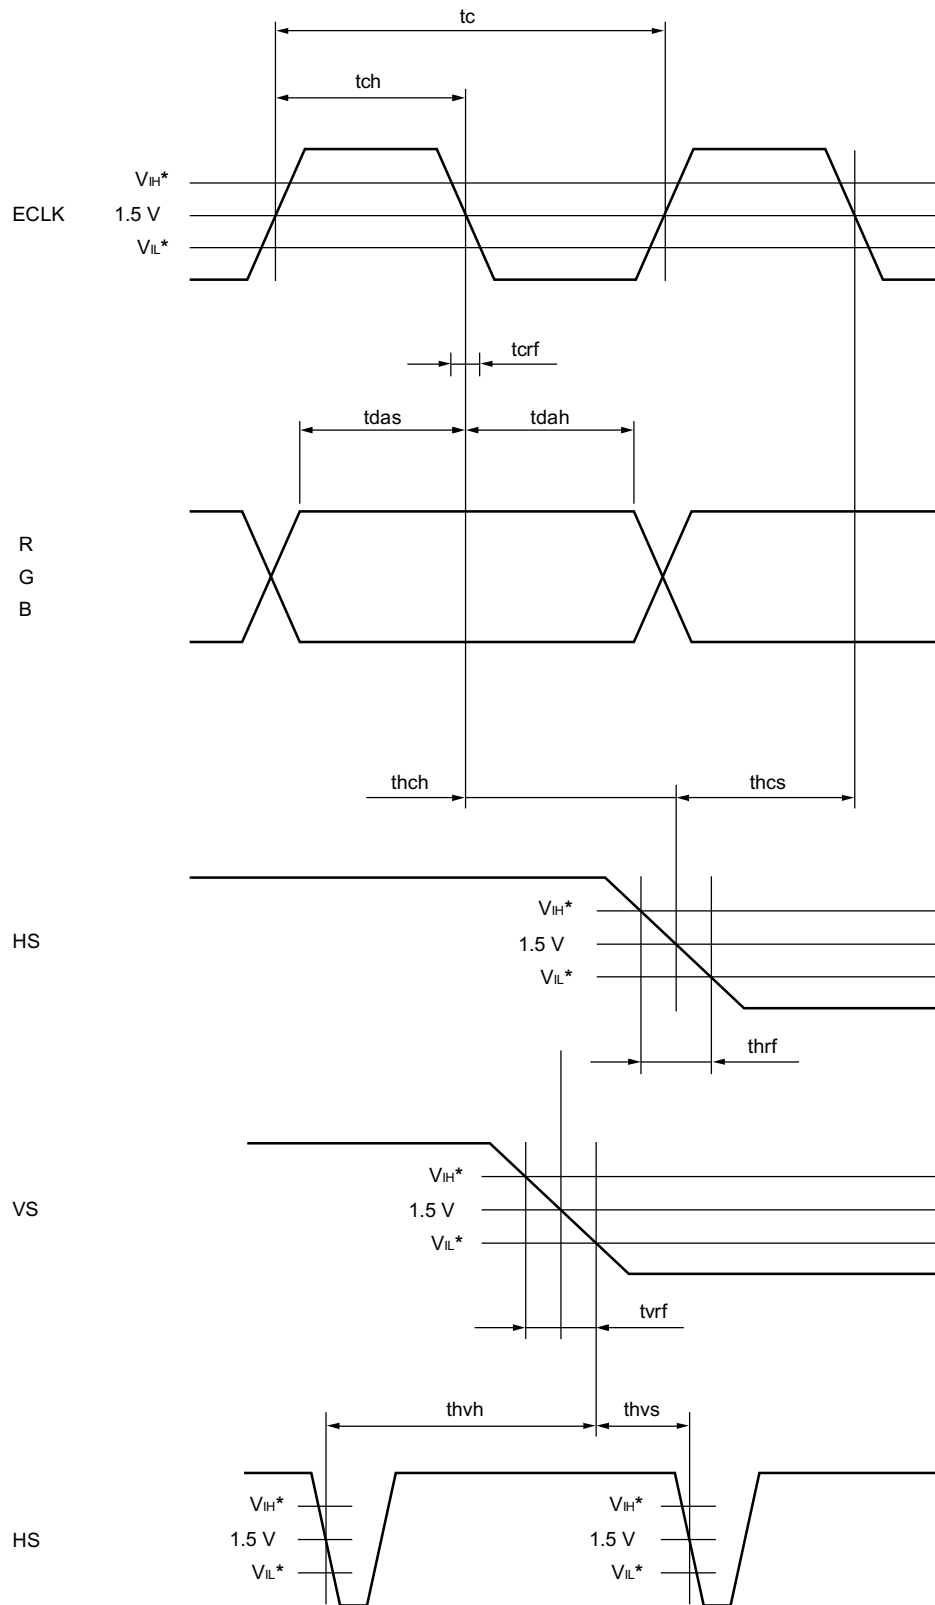 tc
tch
VIH*
ECLK 1.5 V
VIL*
tcrf
tdas tdah
R
G
B
thch thcs
VIH*
HS 1.5 V
VIL*
thrf
VIH*
VS 1.5 V
VIL*
tvrf
thvh thvs
VIH* VIH*
HS 1.5 V 1.5 V
VIL* VIL*